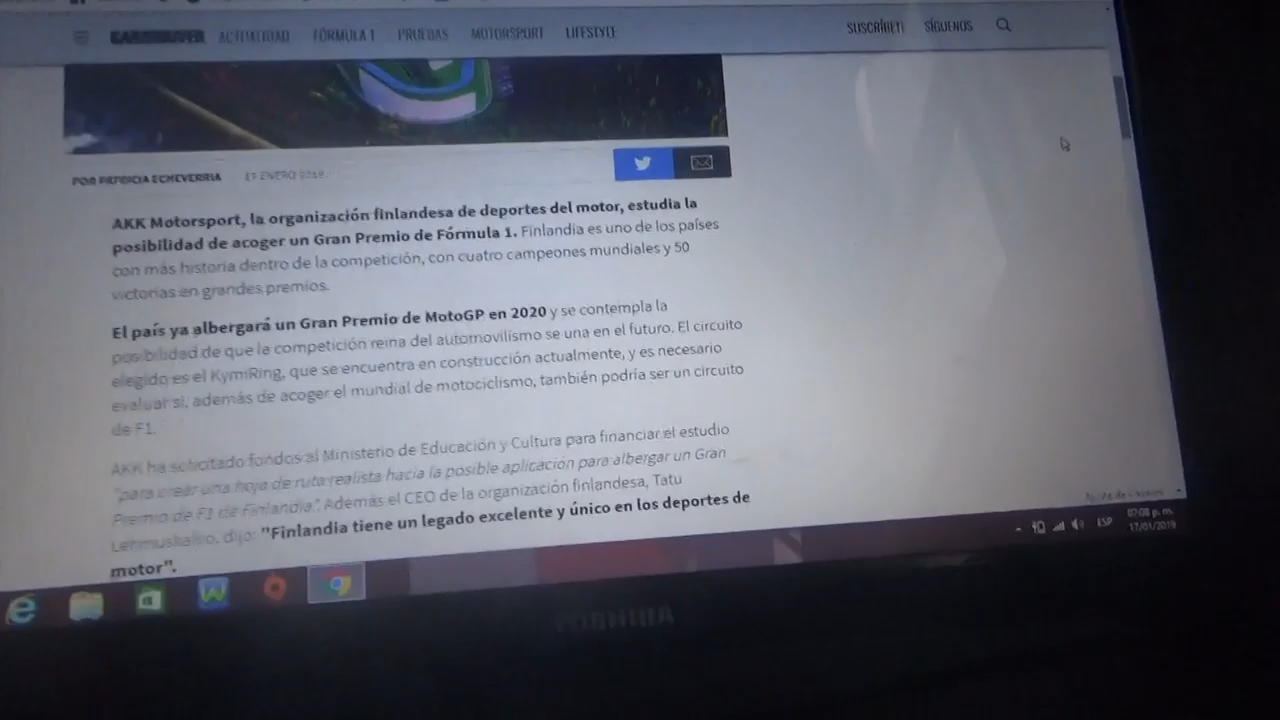 ACTUALIDAD FÓRMULA 1 PRUEBAS MOTORSPORT LIFESTYLE SUSCRÍBETE SÍGUENOS
POR PATRICIA ECHEVERRIA 17 ENERO 2019
AKK Motorsport, la organización finlandesa de deportes del motor, estudia la
posibilidad de acoger un Gran Premio de Fórmula 1. Finlandia es uno de los países
con más historia dentro de la competición, con cuatro campeones mundiales y 50
victorias en grandes premios.
El país ya albergará un Gran Premio de MotoGP en 2020 y se contempla la
posibilidad de que la competición reina del automovilismo se una en el futuro. El circuito
elegido es el KymiRing, que se encuentra en construcción actualmente, y es necesario
evaluar si, además de acoger el mundial de motociclismo, también podría ser un circuito
de F1.
AKK ha solicitado fondos al Ministerio de Educación y Cultura para financiar el estudio
"para crear una hoja de ruta realista hacia la posible aplicación para albergar un Gran
Premio de F1 de Finlandia". Además el CEO de la organización finlandesa, Tatu
Lehmuskallio, dijo: "Finlandia tiene un legado excelente y único en los deportes de
motor".
ESP 07:08 p. m.
17/01/2019
TOSHIBA